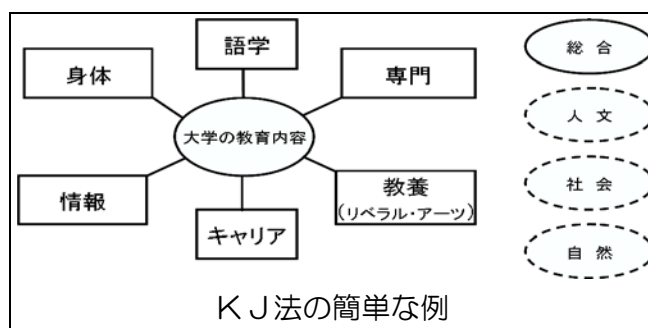 語学
身体
専門
大学の教育内容
情報
教養
(リベラル・アーツ)
キャリア
総合
人文
社会
自然
KJ法の簡単な例